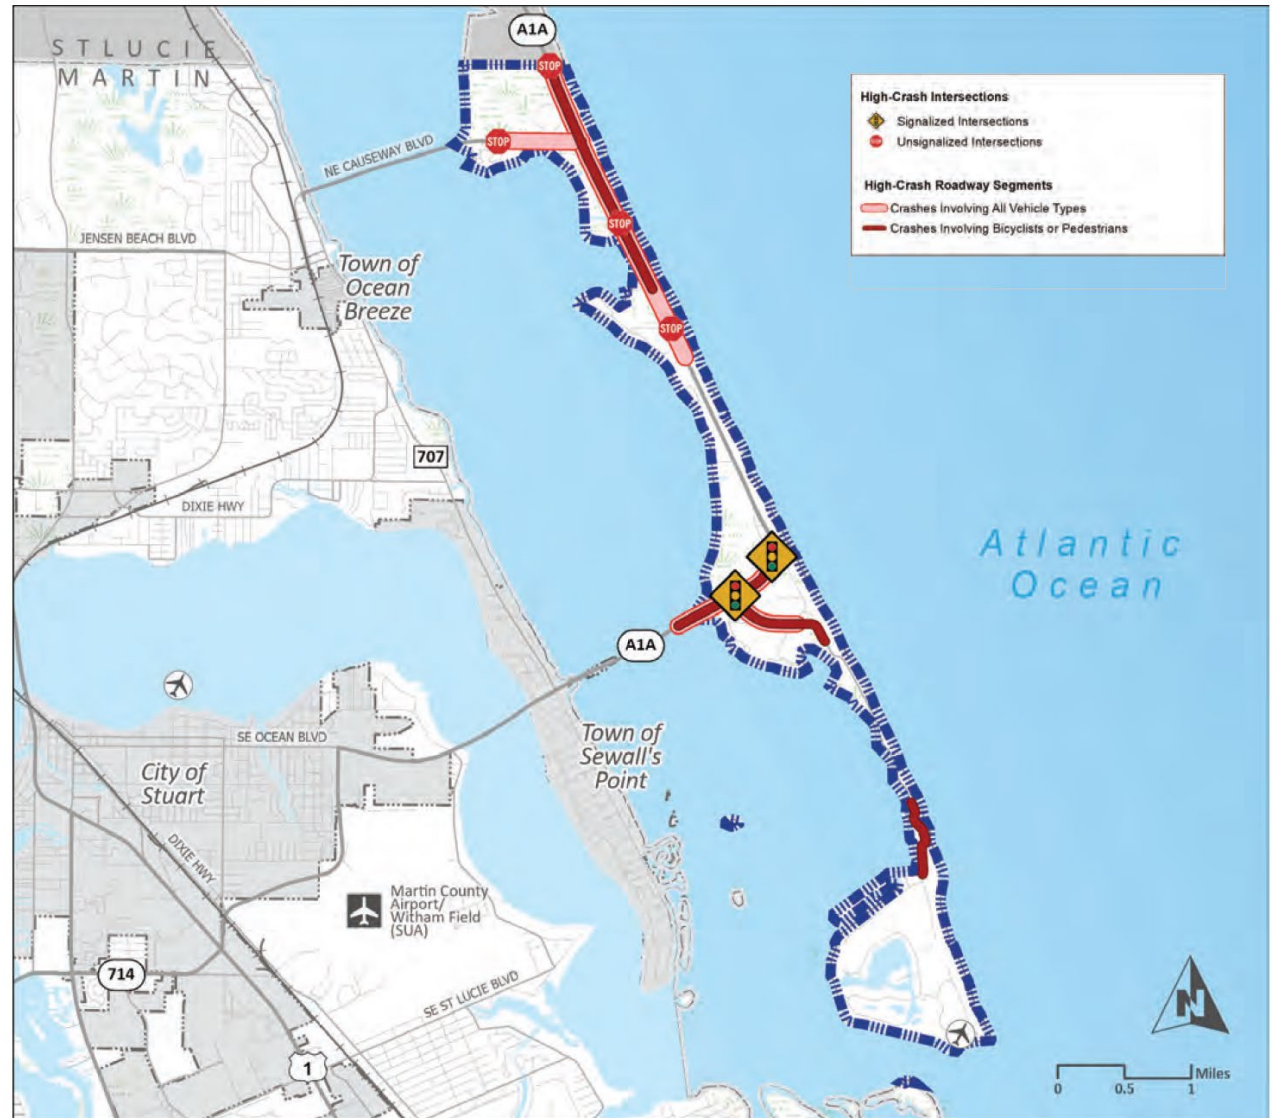 A1A
ST LUCIE
MARTIN
STOP
High-Crash Intersections
Signalized Intersections
Unsignalized Intersections
High-Crash Roadway Segments
Crashes Involving All Vehicle Types
Crashes Involving Bicyclists or Pedestrians
STOP
NE CAUSEWAY BLVD
STOP
JENSEN BEACH BLVD
Town of
Ocean
Breeze
STOP
707
DIXIE HWY
Atlantic
Ocean
A1A
SE OCEAN BLVD
Town of
Sewall's
Point
City of
Stuart
DIXIE HWY
Martin County
Airport/
Witham Field
(SUA)
714
SE ST LUCIE BLVD
N
1
Miles
0 0.5 1